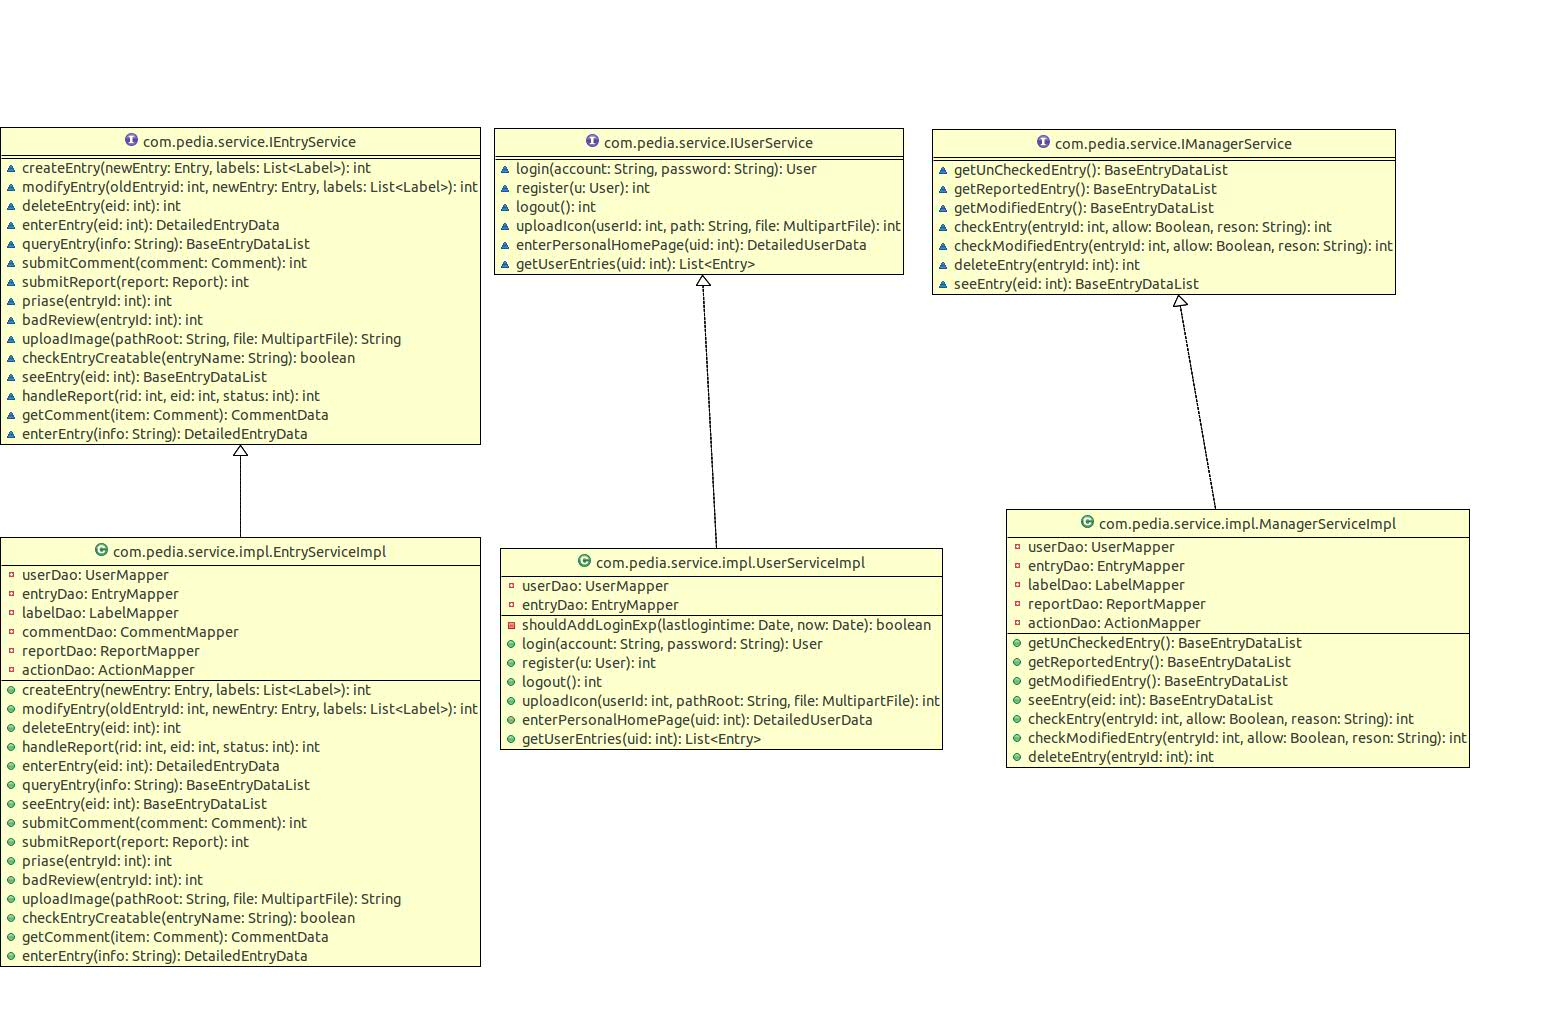 com.pedia.service.IEntryService
createEntry(newEntry: Entry, labels: List<Label>): int
modifyEntry(oldEntryid: int, newEntry: Entry, labels: List<Label>): int
deleteEntry(eid: int): int
enterEntry(eid: int): DetailedEntryData
queryEntry(info: String): BaseEntryDataList
submitComment(comment: Comment): int
submitReport(report: Report): int
priase(entryId: int): int
badReview(entryId: int): int
uploadImage(pathRoot: String, file: MultipartFile): String
checkEntryCreatable(entryName: String): boolean
seeEntry(eid: int): BaseEntryDataList
handleReport(rid: int, eid: int, status: int): int
getComment(item: Comment): CommentData
enterEntry(info: String): DetailedEntryData
com.pedia.service.IUserService
login(account: String, password: String): User
register(u: User): int
logout(): int
uploadIcon(userId: int, path: String, file: MultipartFile): int
enterPersonalHomePage(uid: int): DetailedUserData
getUserEntries(uid: int): List<Entry>
com.pedia.service.IManagerService
getUnCheckedEntry(): BaseEntryDataList
getReportedEntry(): BaseEntryDataList
getModifiedEntry(): BaseEntryDataList
checkEntry(entryId: int, allow: Boolean, reson: String): int
checkModifiedEntry(entryId: int, allow: Boolean, reson: String): int
deleteEntry(entryId: int): int
seeEntry(eid: int): BaseEntryDataList
com.pedia.service.impl.EntryServiceImpl
userDao: UserMapper
entryDao: EntryMapper
labelDao: LabelMapper
commentDao: CommentMapper
reportDao: ReportMapper
actionDao: ActionMapper
createEntry(newEntry: Entry, labels: List<Label>): int
modifyEntry(oldEntryId: int, newEntry: Entry, labels: List<Label>): int
deleteEntry(eid: int): int
handleReport(rid: int, eid: int, status: int): int
enterEntry(eid: int): DetailedEntryData
queryEntry(info: String): BaseEntryDataList
seeEntry(eid: int): BaseEntryDataList
submitComment(comment: Comment): int
submitReport(report: Report): int
priase(entryId: int): int
badReview(entryId: int): int
uploadImage(pathRoot: String, file: MultipartFile): String
checkEntryCreatable(entryName: String): boolean
getComment(item: Comment): CommentData
enterEntry(info: String): DetailedEntryData
com.pedia.service.impl.UserServiceImpl
userDao: UserMapper
entryDao: EntryMapper
shouldAddLoginExp(lastlogintime: Date, now: Date): boolean
login(account: String, password: String): User
register(u: User): int
logout(): int
uploadIcon(userId: int, pathRoot: String, file: MultipartFile): int
enterPersonalHomePage(uid: int): DetailedUserData
getUserEntries(uid: int): List<Entry>
com.pedia.service.impl.ManagerServiceImpl
userDao: UserMapper
entryDao: EntryMapper
labelDao: LabelMapper
reportDao: ReportMapper
actionDao: ActionMapper
getUnCheckedEntry(): BaseEntryDataList
getReportedEntry(): BaseEntryDataList
getModifiedEntry(): BaseEntryDataList
seeEntry(eid: int): BaseEntryDataList
checkEntry(entryId: int, allow: Boolean, reason: String): int
checkModifiedEntry(entryId: int, allow: Boolean, reson: String): int
deleteEntry(entryId: int): int